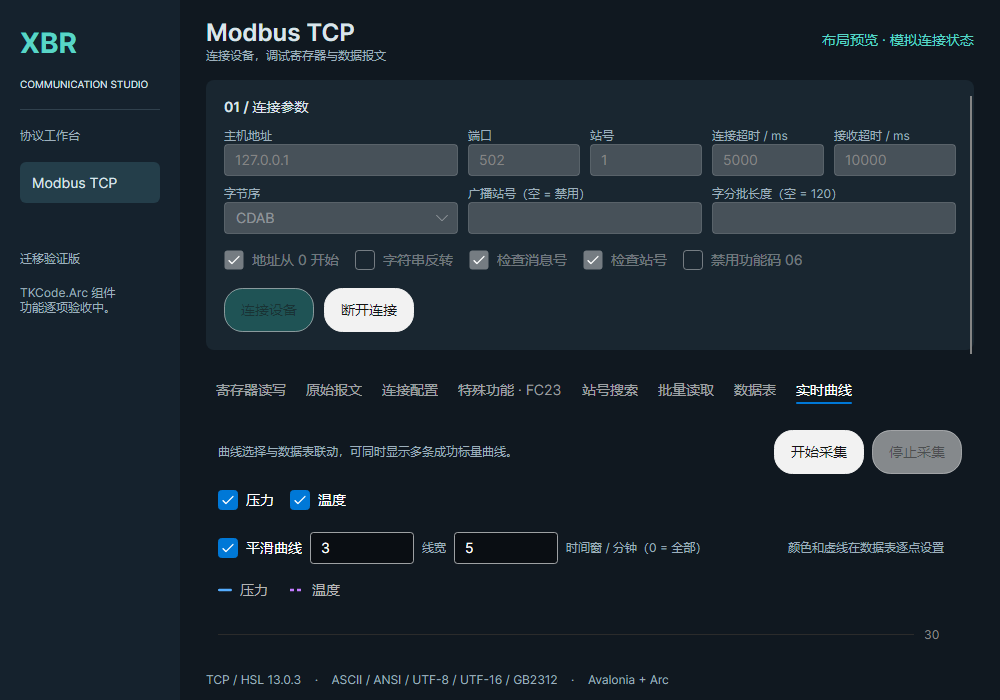 XBR
COMMUNICATION STUDIO
协议工作台
Modbus TCP
迁移验证版
TKCode.Arc 组件
功能逐项验收中。
Modbus TCP
连接设备，调试寄存器与数据报文
布局预览 · 模拟连接状态
01 / 连接参数
主机地址 端口 站号 连接超时 / ms 接收超时 / ms
127.0.0.1 502 1 5000 10000
字节序 广播站号（空 = 禁用） 字分批长度（空 = 120）
CDAB
地址从 0 开始 字符串反转 检查消息号 检查站号 禁用功能码 06
连接设备 断开连接
寄存器读写 原始报文 连接配置 特殊功能 · FC23 站号搜索 批量读取 数据表 实时曲线
曲线选择与数据表联动，可同时显示多条成功标量曲线。 开始采集 停止采集
压力 温度
平滑曲线 3 线宽 5 时间窗 / 分钟（0 = 全部） 颜色和虚线在数据表逐点设置
压力 温度
30
TCP / HSL 13.0.3 · ASCII / ANSI / UTF-8 / UTF-16 / GB2312 · Avalonia + Arc